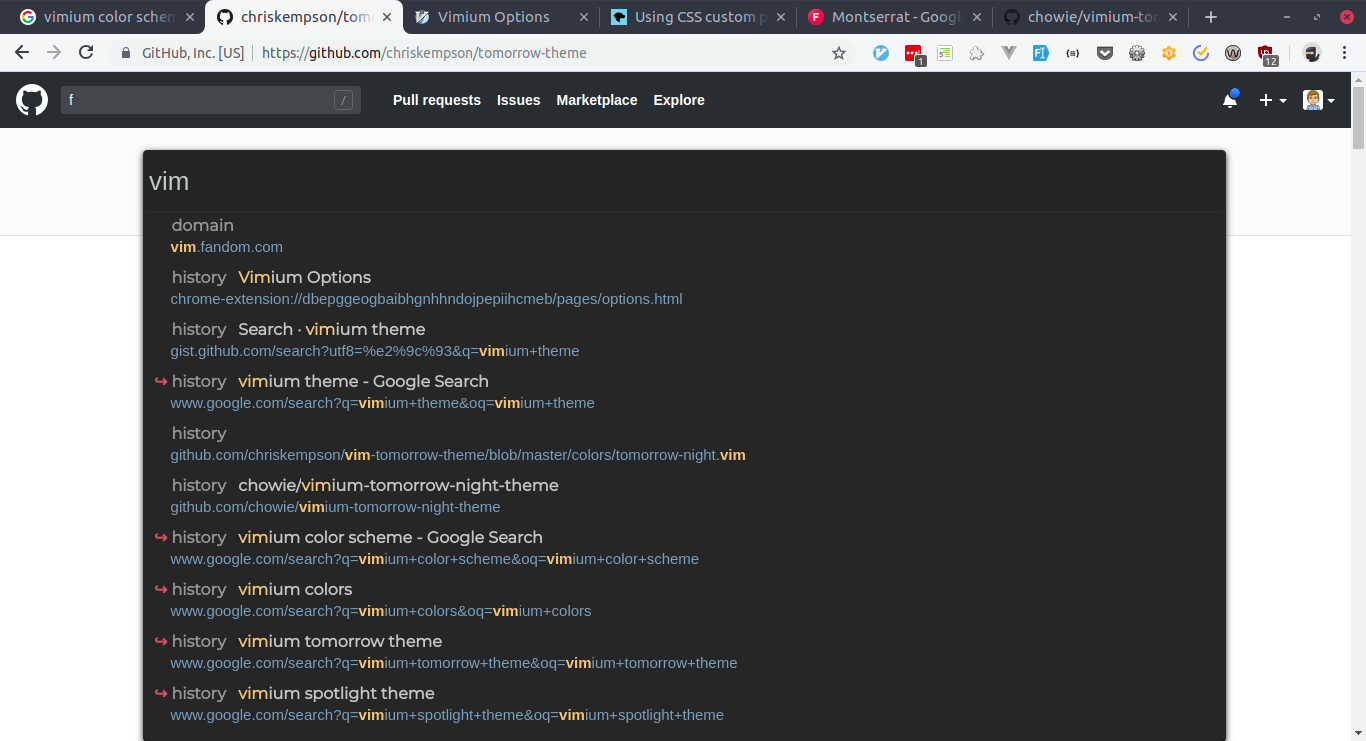 vimium color schem
chriskempson/tom
Vimium Options
Using CSS custom p
Montserrat - Googl
chowie/vimium-to
GitHub, Inc. [US] https://github.com/chriskempson/tomorrow-theme
1
12
f /
Pull requests Issues Marketplace Explore
vim
domain
vim.fandom.com
history Vimium Options
chrome-extension://dbepggeogbaibhgnhhndojpepiihcmeb/pages/options.html
history Search · vimium theme
gist.github.com/search?utf8=%e2%9c%93&q=vimium+theme
↪ history vimium theme - Google Search
www.google.com/search?q=vimium+theme&oq=vimium+theme
history
github.com/chriskempson/vim-tomorrow-theme/blob/master/colors/tomorrow-night.vim
history chowie/vimium-tomorrow-night-theme
github.com/chowie/vimium-tomorrow-night-theme
↪ history vimium color scheme - Google Search
www.google.com/search?q=vimium+color+scheme&oq=vimium+color+scheme
↪ history vimium colors
www.google.com/search?q=vimium+colors&oq=vimium+colors
↪ history vimium tomorrow theme
www.google.com/search?q=vimium+tomorrow+theme&oq=vimium+tomorrow+theme
↪ history vimium spotlight theme
www.google.com/search?q=vimium+spotlight+theme&oq=vimium+spotlight+theme